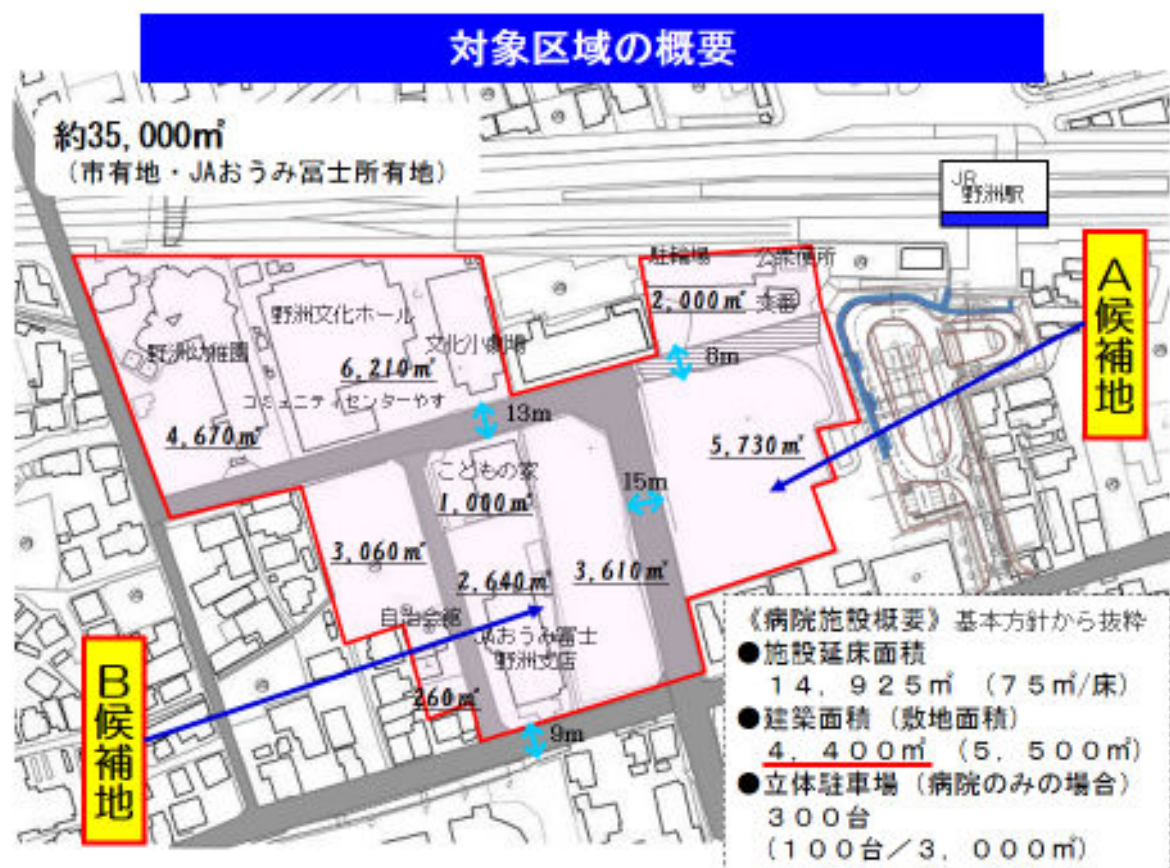 対象区域の概要
約35,000㎡
(市有地・JAおうみ冨士所有地)
JR
野洲駅
A候補地
駐輪場
公衆便所
2,000㎡
交番
野洲文化ホール
文化小劇場
野洲幼稚園
6,210㎡
コミュニティセンターやす
4,670㎡
8m
13m
5,730㎡
15m
こどもの家
1,000㎡
3,060㎡
2,640㎡
3,610㎡
自治会館
JAおうみ冨士
野洲支店
260㎡
9m
B候補地
《病院施設概要》基本方針から抜粋
●施設延床面積
14,925㎡ (75㎡/床)
●建築面積(敷地面積)
4,400㎡ (5,500㎡)
●立体駐車場(病院のみの場合)
300台
(100台/3,000㎡)